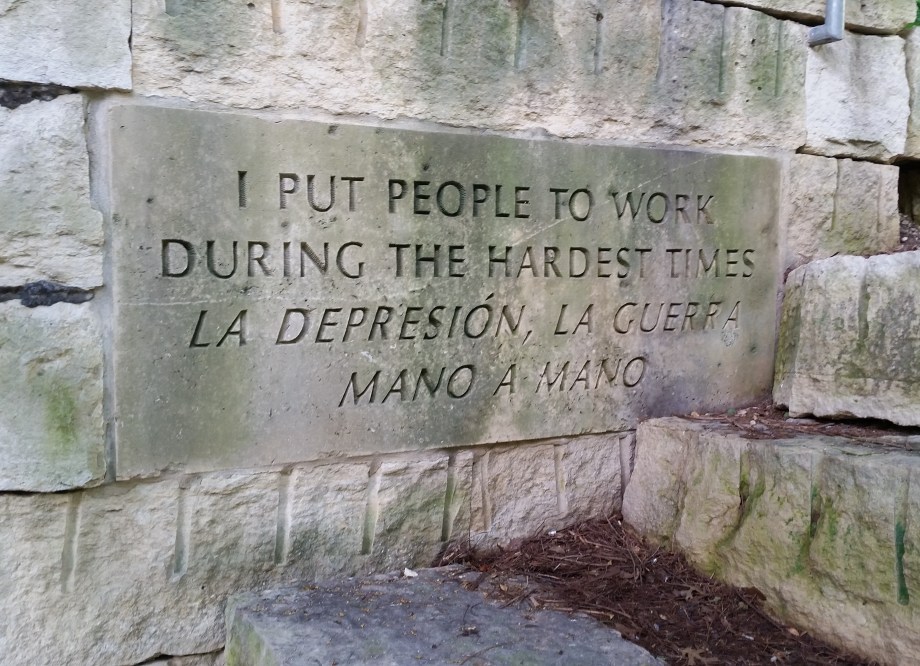 I PUT PEOPLE TO WORK
DURING THE HARDEST TIMES
LA DEPRESIÓN, LA GUERRA
MANO A MANO